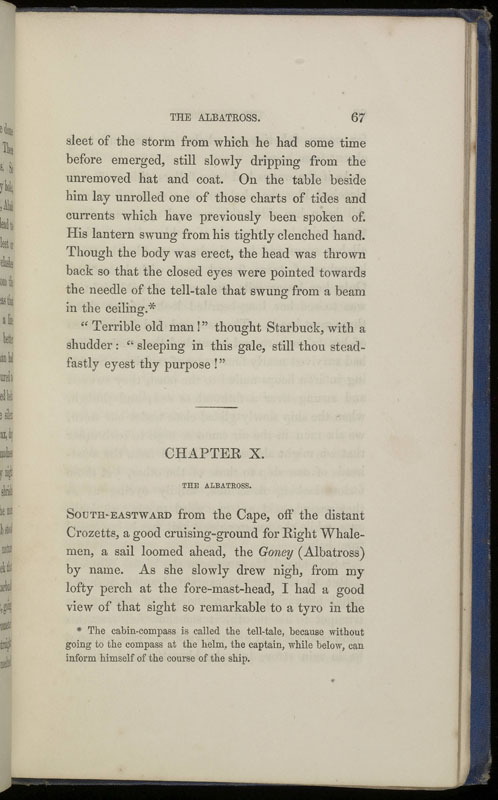 THE ALBATROSS. 67
sleet of the storm from which he had some time
before emerged, still slowly dripping from the
unremoved hat and coat. On the table beside
him lay unrolled one of those charts of tides and
currents which have previously been spoken of.
His lantern swung from his tightly clenched hand.
Though the body was erect, the head was thrown
back so that the closed eyes were pointed towards
the needle of the tell-tale that swung from a beam
in the ceiling.*
“ Terrible old man!” thought Starbuck, with a
shudder: “sleeping in this gale, still thou stead-
fastly eyest thy purpose!”
CHAPTER X.
THE ALBATROSS.
SOUTH-EASTWARD from the Cape, off the distant
Crozetts, a good cruising-ground for Right Whale-
men, a sail loomed ahead, the Goney (Albatross)
by name. As she slowly drew nigh, from my
lofty perch at the fore-mast-head, I had a good
view of that sight so remarkable to a tyro in the
* The cabin-compass is called the tell-tale, because without
going to the compass at the helm, the captain, while below, can
inform himself of the course of the ship.